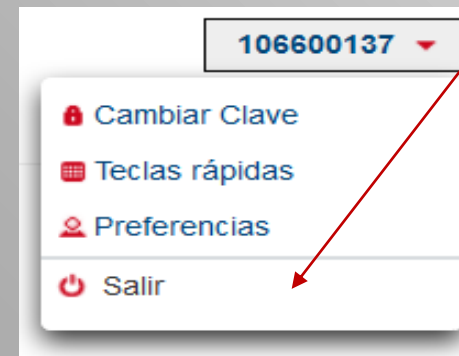 106600137
Cambiar Clave
Teclas rápidas
Preferencias
Salir